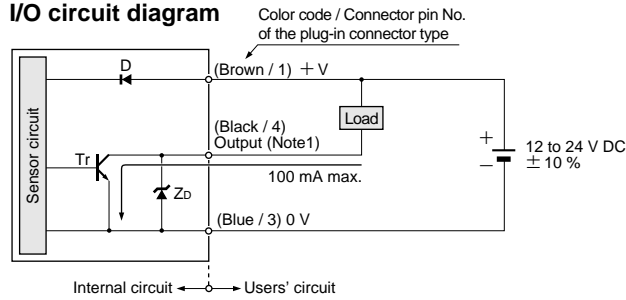 I/O circuit diagram
Color code / Connector pin No.
of the plug-in connector type
D
(Brown / 1) + V
Sensor circuit
Load
(Black / 4)
Output (Note1)
Tr
100 mA max.
+
12 to 24 V DC
−
± 10 %
ZD
(Blue / 3) 0 V
Internal circuit
Users' circuit